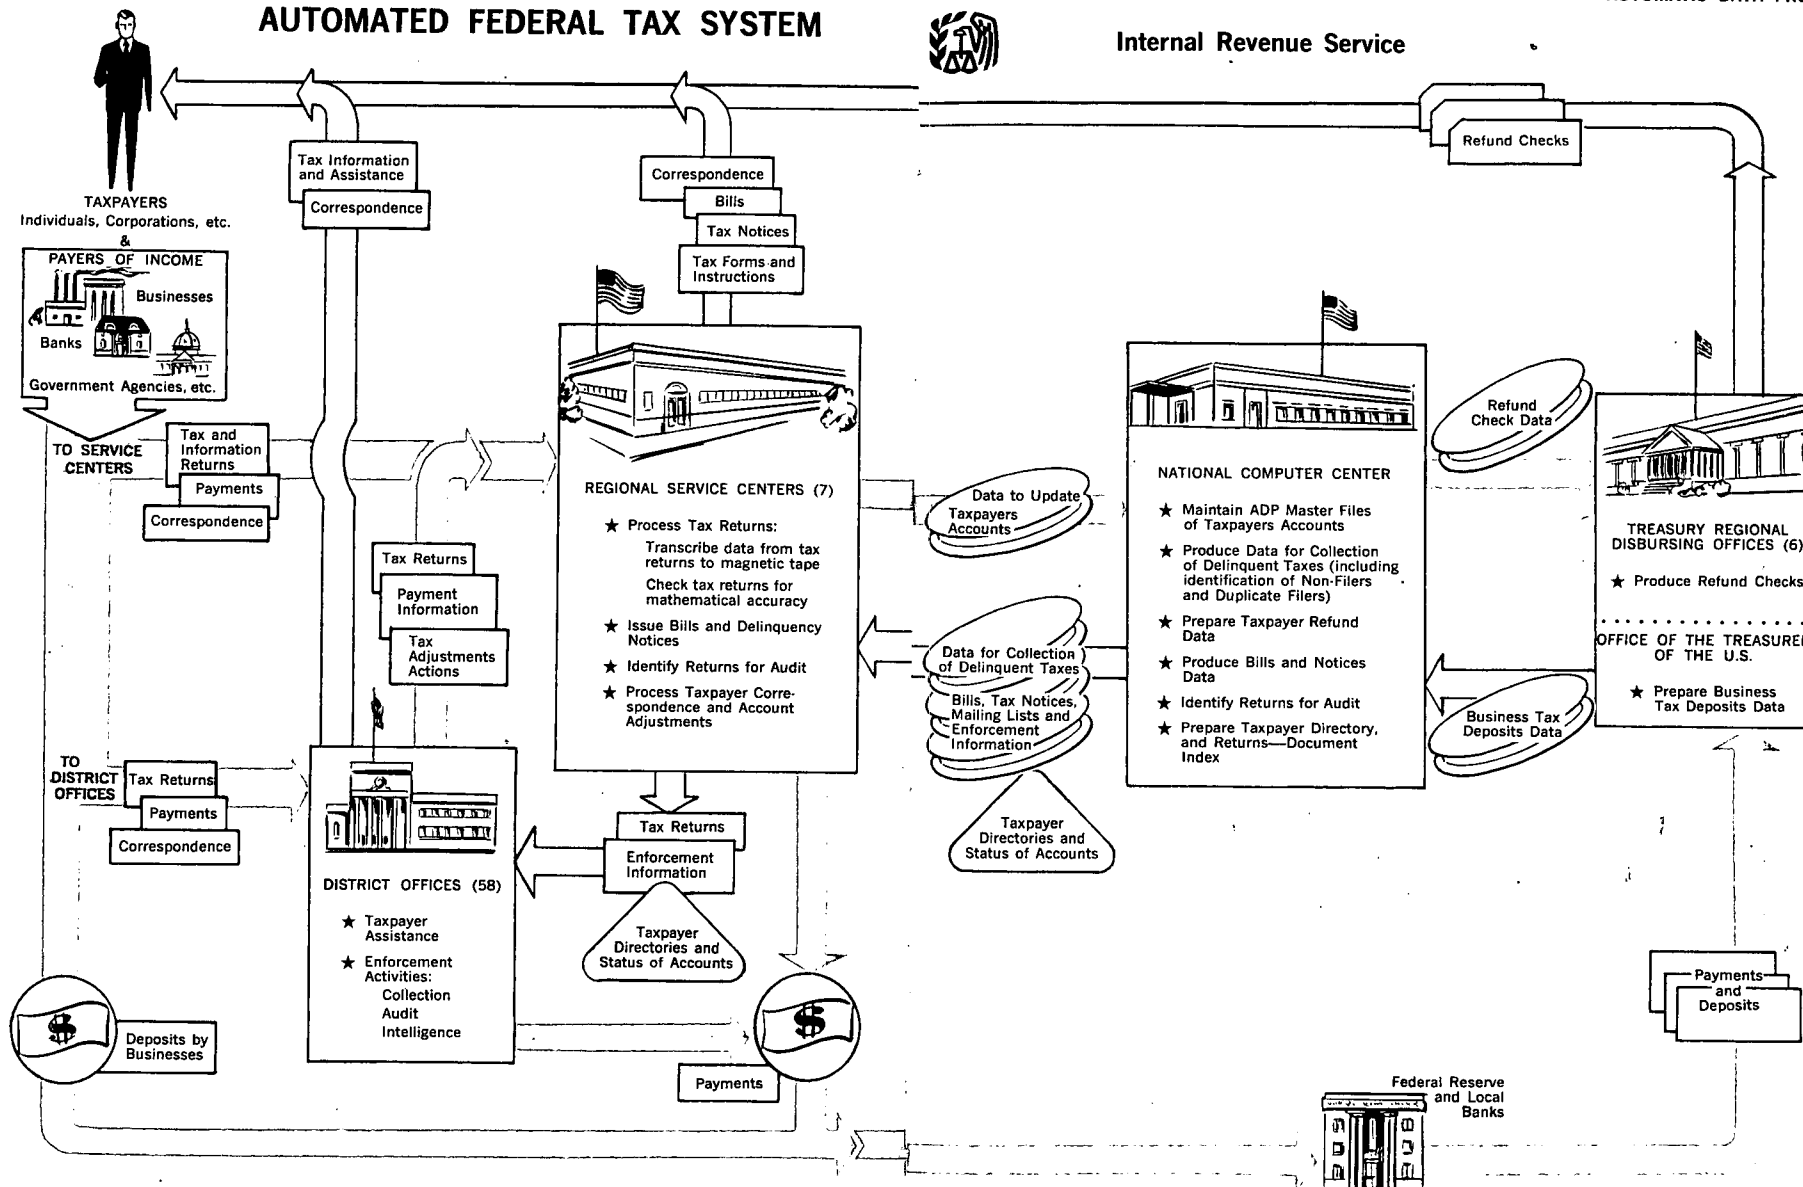 AUTOMATED FEDERAL TAX SYSTEM
Internal Revenue Service
Refund Checks
Tax Information
and Assistance
Correspondence
Correspondence
Bills
Tax Notices
Tax Forms and
Instructions
TAXPAYERS
Individuals, Corporations, etc.
&
PAYERS OF INCOME
Businesses
Banks
Government Agencies, etc.
TO SERVICE
CENTERS
Tax and
Information
Returns
Payments
Correspondence
Tax Returns
Payment
Information
Tax
Adjustments
Actions
REGIONAL SERVICE CENTERS (7)
★ Process Tax Returns:
Transcribe data from tax
returns to magnetic tape
Check tax returns for
mathematical accuracy
★ Issue Bills and Delinquency
Notices
★ Identify Returns for Audit
★ Process Taxpayer Corre-
spondence and Account
Adjustments
Data to Update
Taxpayers
Accounts
Data for Collection
of Delinquent Taxes
Bills, Tax Notices,
Mailing Lists and
Enforcement
Information
Taxpayer
Directories and
Status of Accounts
NATIONAL COMPUTER CENTER
★ Maintain ADP Master Files
of Taxpayers Accounts
★ Produce Data for Collection
of Delinquent Taxes (including
identification of Non-Filers
and Duplicate Filers)
★ Prepare Taxpayer Refund
Data
★ Produce Bills and Notices
Data
★ Identify Returns for Audit
★ Prepare Taxpayer Directory,
and Returns—Document
Index
Refund
Check Data
Business Tax
Deposits Data
TREASURY REGIONAL
DISBURSING OFFICES (6)
★ Produce Refund Checks
OFFICE OF THE TREASURER
OF THE U.S.
★ Prepare Business
Tax Deposits Data
TO
DISTRICT
OFFICES
Tax Returns
Payments
Correspondence
DISTRICT OFFICES (58)
★ Taxpayer
Assistance
★ Enforcement
Activities:
Collection
Audit
Intelligence
Tax Returns
Enforcement
Information
Taxpayer
Directories and
Status of Accounts
$
Deposits by
Businesses
$
Payments
Payments
and
Deposits
Federal Reserve
and Local
Banks